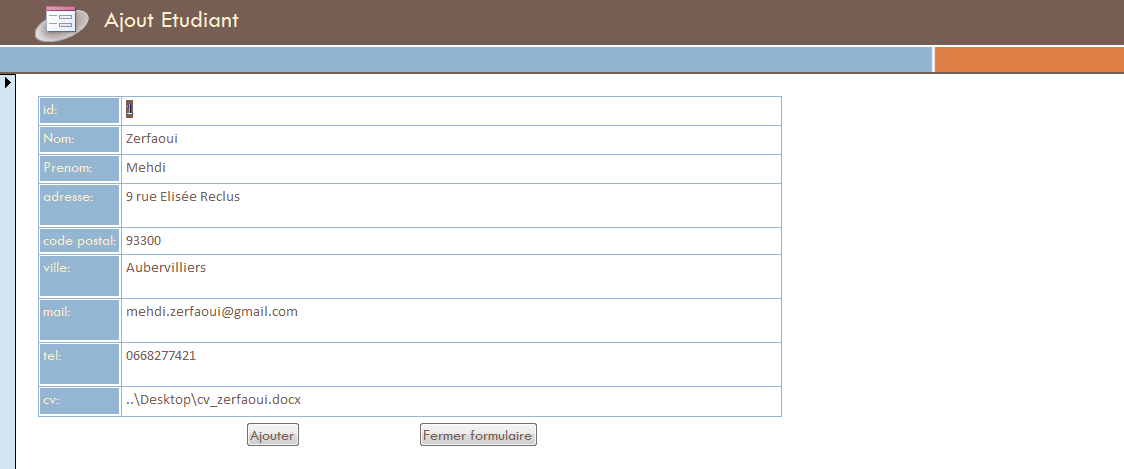 Ajout Etudiant
id: 1
Nom: Zerfaoui
Prenom: Mehdi
adresse: 9 rue Elisée Reclus
code postal: 93300
ville: Aubervilliers
mail: mehdi.zerfaoui@gmail.com
tel: 0668277421
cv: ..\Desktop\cv_zerfaoui.docx
Ajouter Fermer formulaire